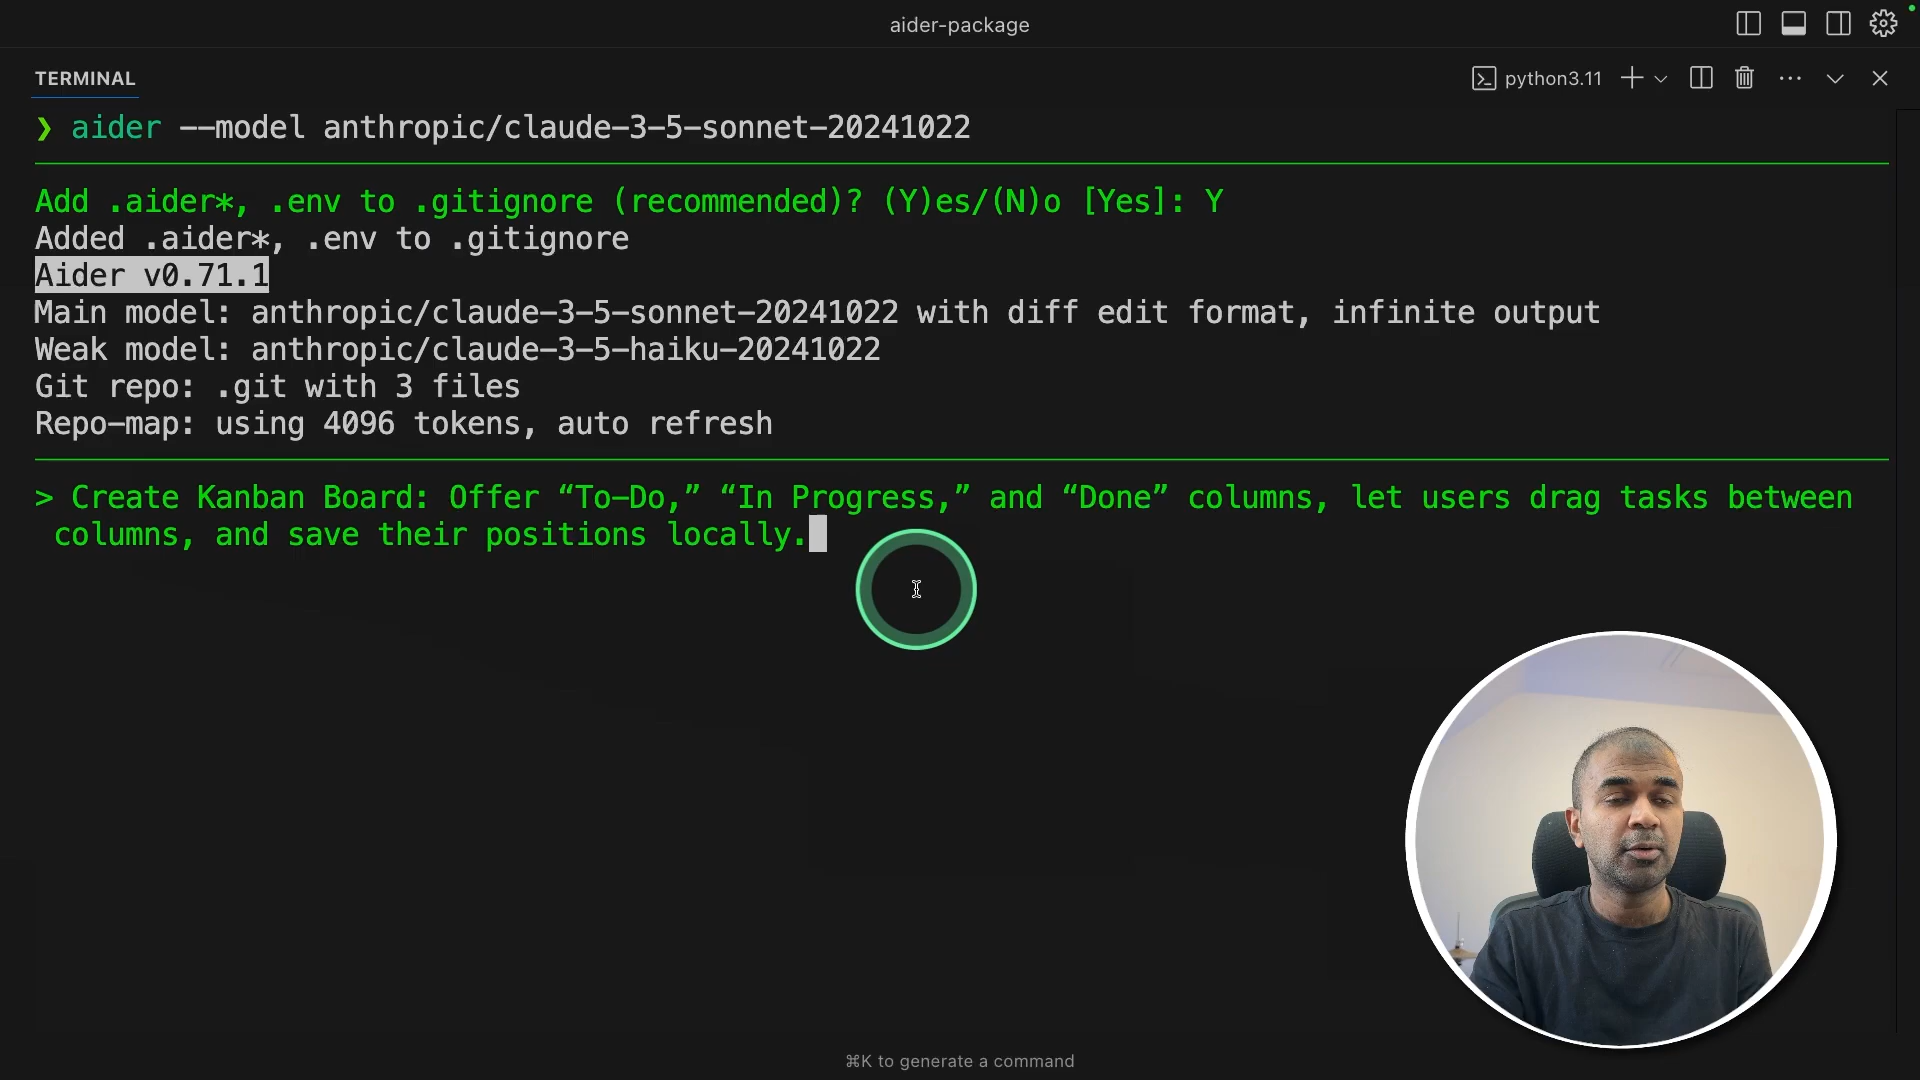 aider-package
TERMINAL
python3.11
❯ aider --model anthropic/claude-3-5-sonnet-20241022
Add .aider*, .env to .gitignore (recommended)? (Y)es/(N)o [Yes]: Y
Added .aider*, .env to .gitignore
Aider v0.71.1
Main model: anthropic/claude-3-5-sonnet-20241022 with diff edit format, infinite output
Weak model: anthropic/claude-3-5-haiku-20241022
Git repo: .git with 3 files
Repo-map: using 4096 tokens, auto refresh
> Create Kanban Board: Offer “To-Do,” “In Progress,” and “Done” columns, let users drag tasks between
columns, and save their positions locally.
⌘K to generate a command